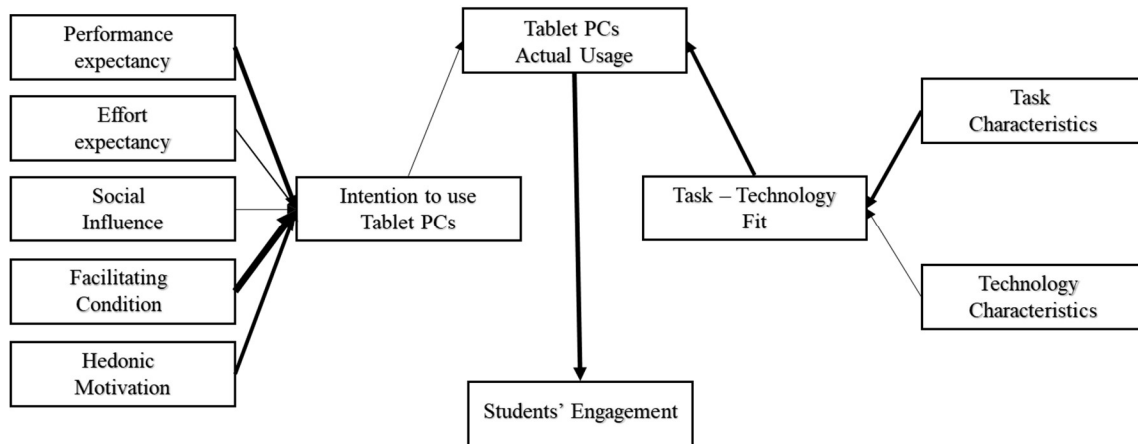 Performance
expectancy
Effort
expectancy
Social
Influence
Facilitating
Condition
Hedonic
Motivation
Intention to use
Tablet PCs
Tablet PCs
Actual Usage
Students’ Engagement
Task – Technology
Fit
Task
Characteristics
Technology
Characteristics